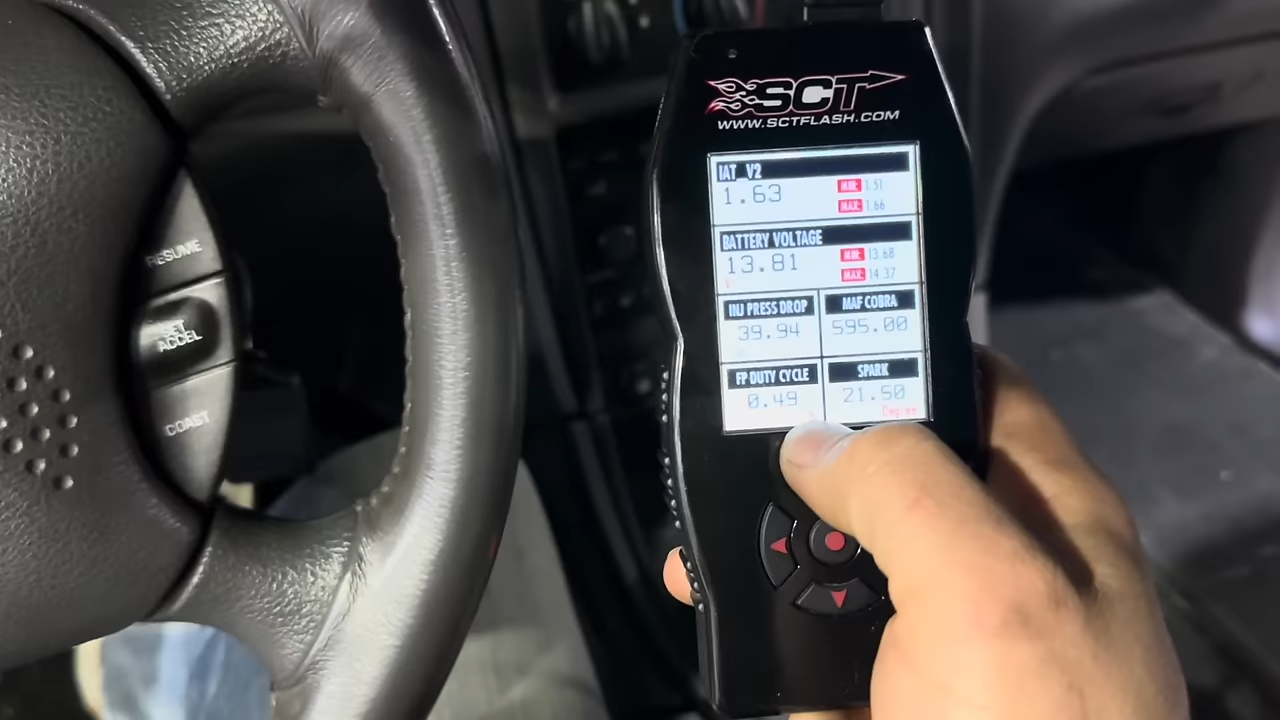 SCT
WWW.SCTFLASH.COM
IAT_V2
1.63
MIN: 1.51
MAX: 1.66
BATTERY VOLTAGE
13.81
MIN: 13.68
MAX: 14.37
V
INJ PRESS DROP
MAF COBRA
39.94
595.00
FP DUTY CYCLE
SPARK
0.49
21.50
Degree
RESUME
SET
ACCEL
COAST